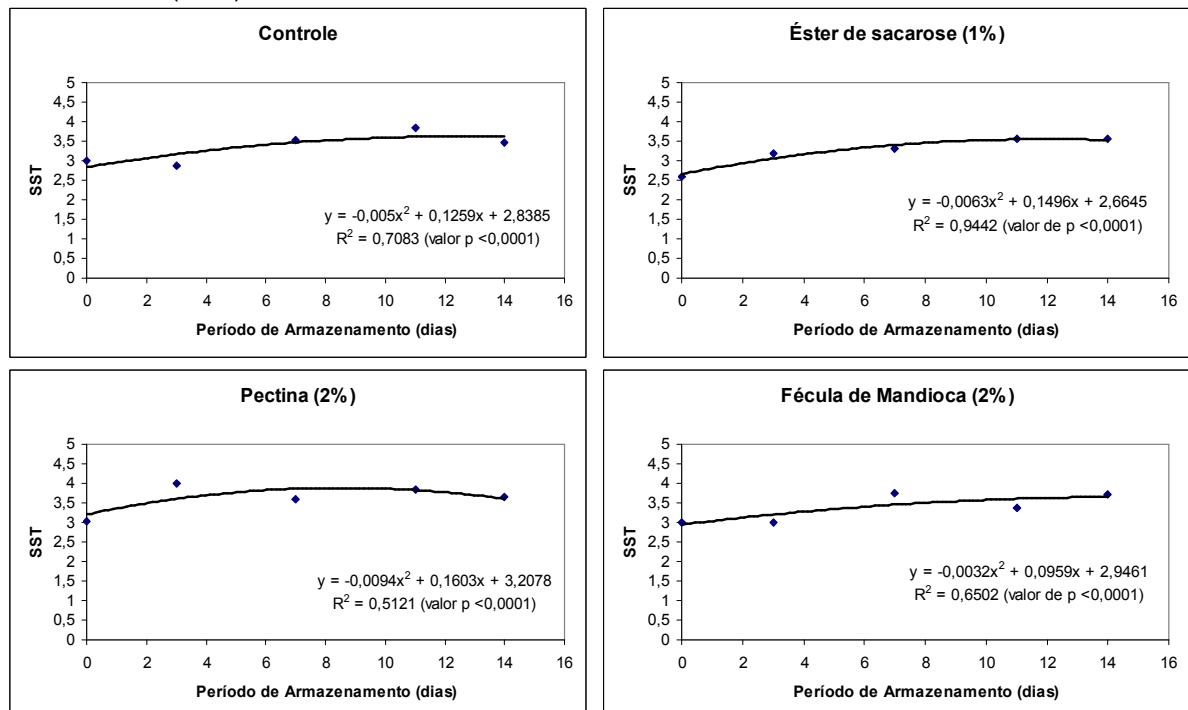 Controle
5
4,5
4
3,5
3
2,5
2
1,5
1
0,5
0
SST
y = -0,005x² + 0,1259x + 2,8385
R² = 0,7083 (valor p <0,0001)
0 2 4 6 8 10 12 14 16
Período de Armazenamento (dias)
Éster de sacarose (1%)
5
4,5
4
3,5
3
2,5
2
1,5
1
0,5
0
SST
y = -0,0063x² + 0,1496x + 2,6645
R² = 0,9442 (valor de p <0,0001)
0 2 4 6 8 10 12 14 16
Período de Armazenamento (dias)
Pectina (2%)
5
4,5
4
3,5
3
2,5
2
1,5
1
0,5
0
SST
y = -0,0094x² + 0,1603x + 3,2078
R² = 0,5121 (valor p <0,0001)
0 2 4 6 8 10 12 14 16
Período de Armazenamento (dias)
Fécula de Mandioca (2%)
5
4,5
4
3,5
3
2,5
2
1,5
1
0,5
0
SST
y = -0,0032x² + 0,0959x + 2,9461
R² = 0,6502 (valor de p <0,0001)
0 2 4 6 8 10 12 14 16
Período de Armazenamento (dias)